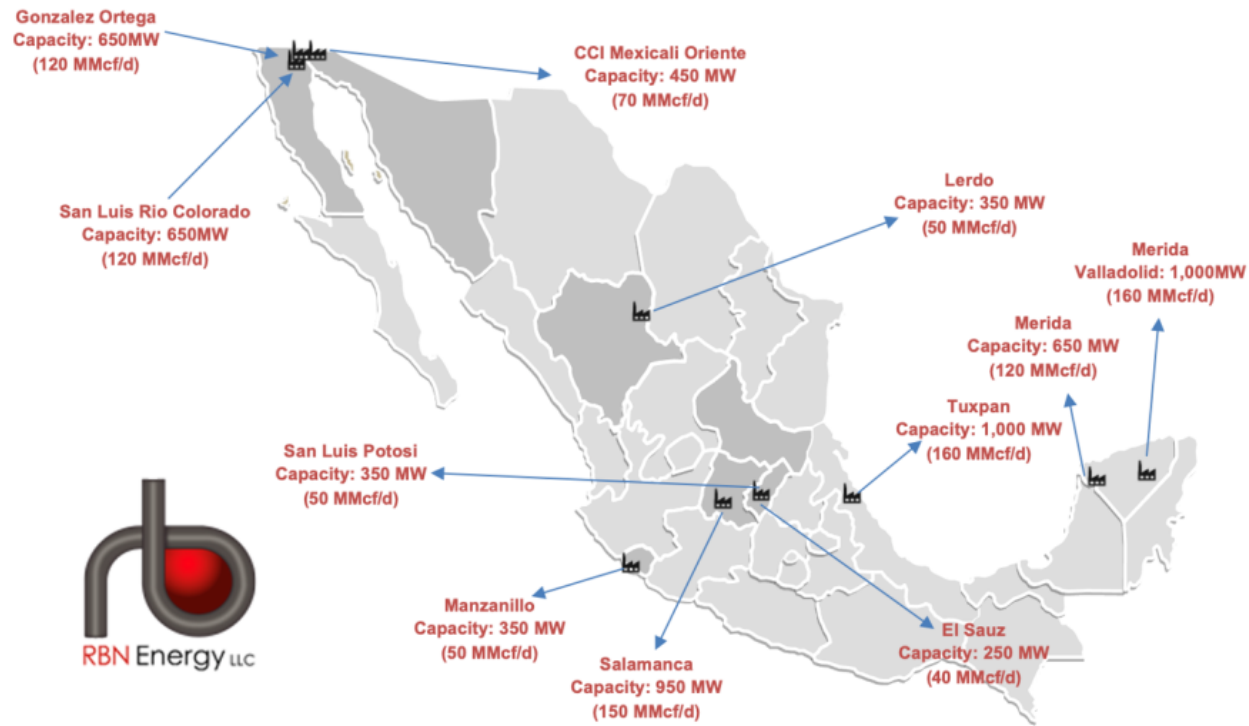 Gonzalez Ortega
Capacity: 650MW
(120 MMcf/d)
CCI Mexicali Oriente
Capacity: 450 MW
(70 MMcf/d)
San Luis Rio Colorado
Capacity: 650MW
(120 MMcf/d)
Lerdo
Capacity: 350 MW
(50 MMcf/d)
Merida
Valladolid: 1,000MW
(160 MMcf/d)
Merida
Capacity: 650 MW
(120 MMcf/d)
Tuxpan
Capacity: 1,000 MW
(160 MMcf/d)
San Luis Potosi
Capacity: 350 MW
(50 MMcf/d)
Manzanillo
Capacity: 350 MW
(50 MMcf/d)
Salamanca
Capacity: 950 MW
(150 MMcf/d)
El Sauz
Capacity: 250 MW
(40 MMcf/d)
RBN Energy LLC